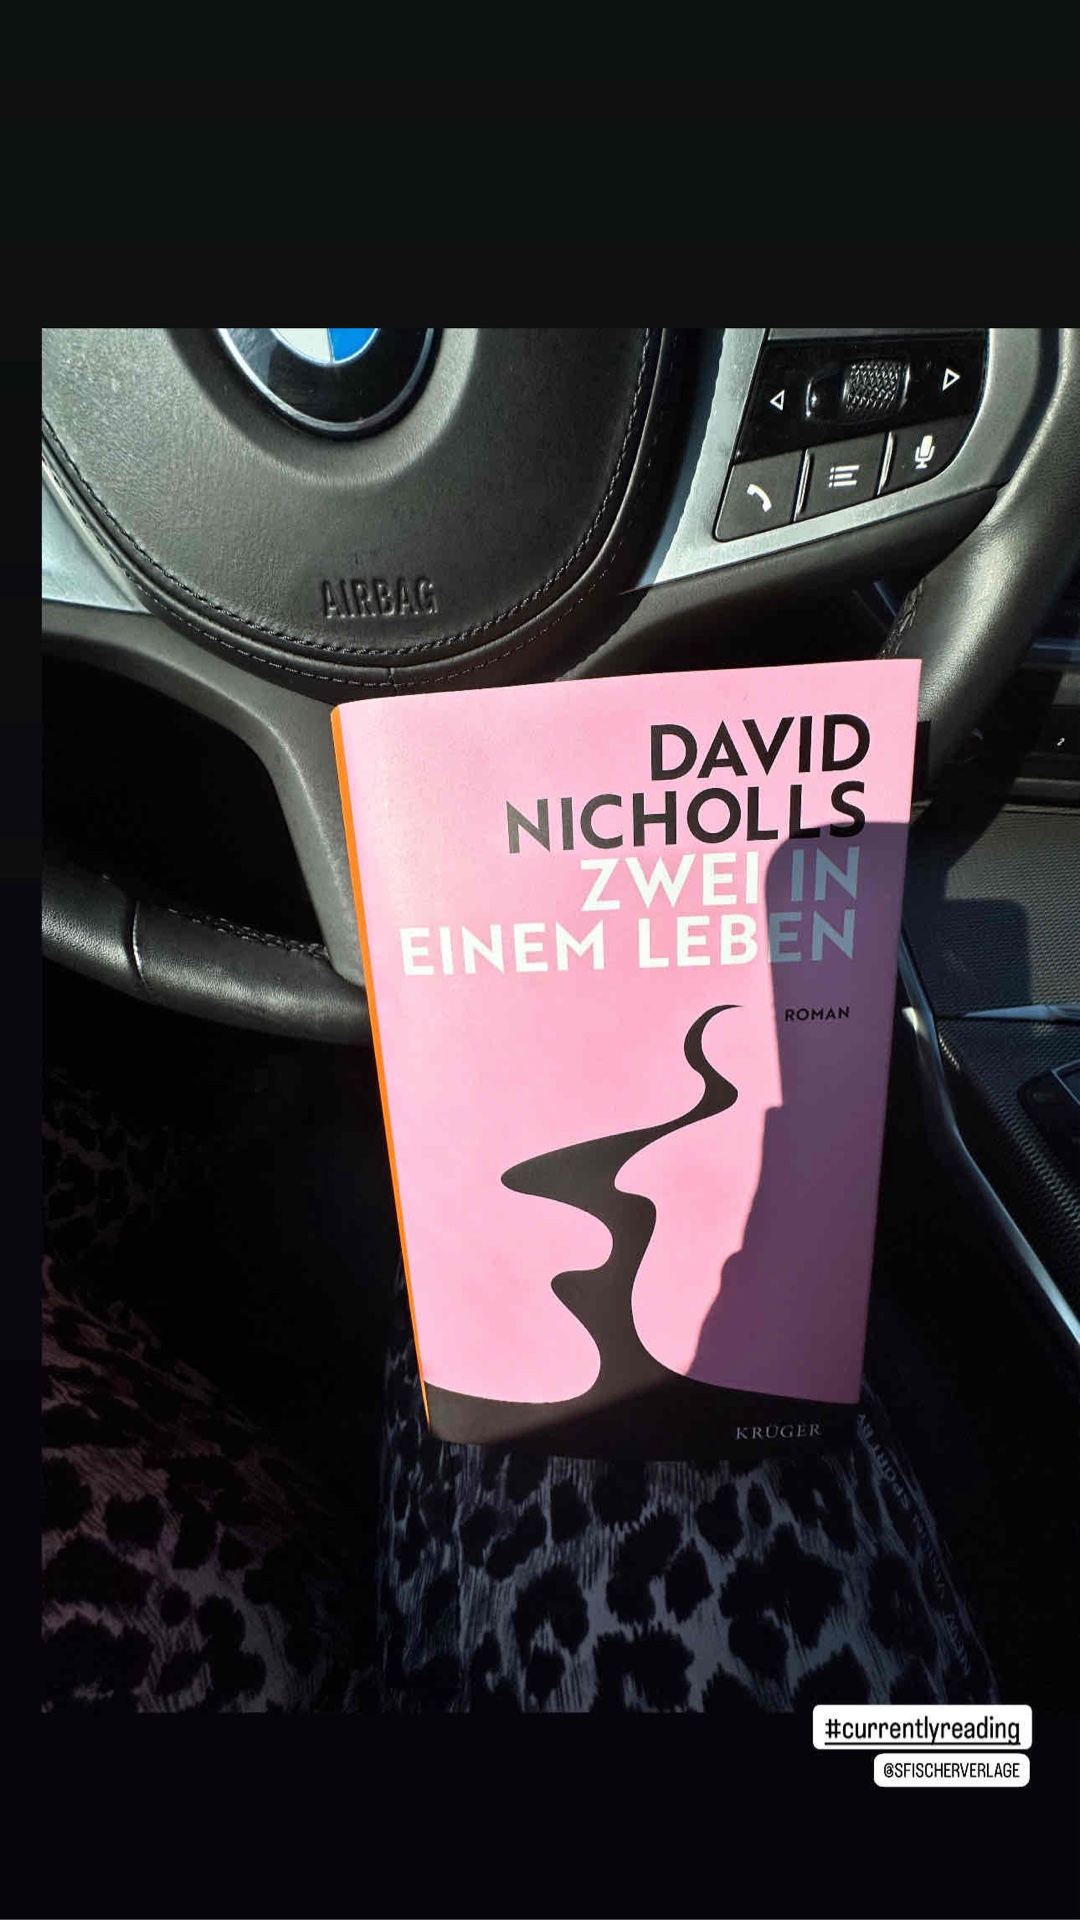 AIRBAG
DAVID
NICHOLLS
ZWEI IN
EINEM LEBEN
ROMAN
KRÜGER
#currentlyreading
@SFISCHERVERLAGE